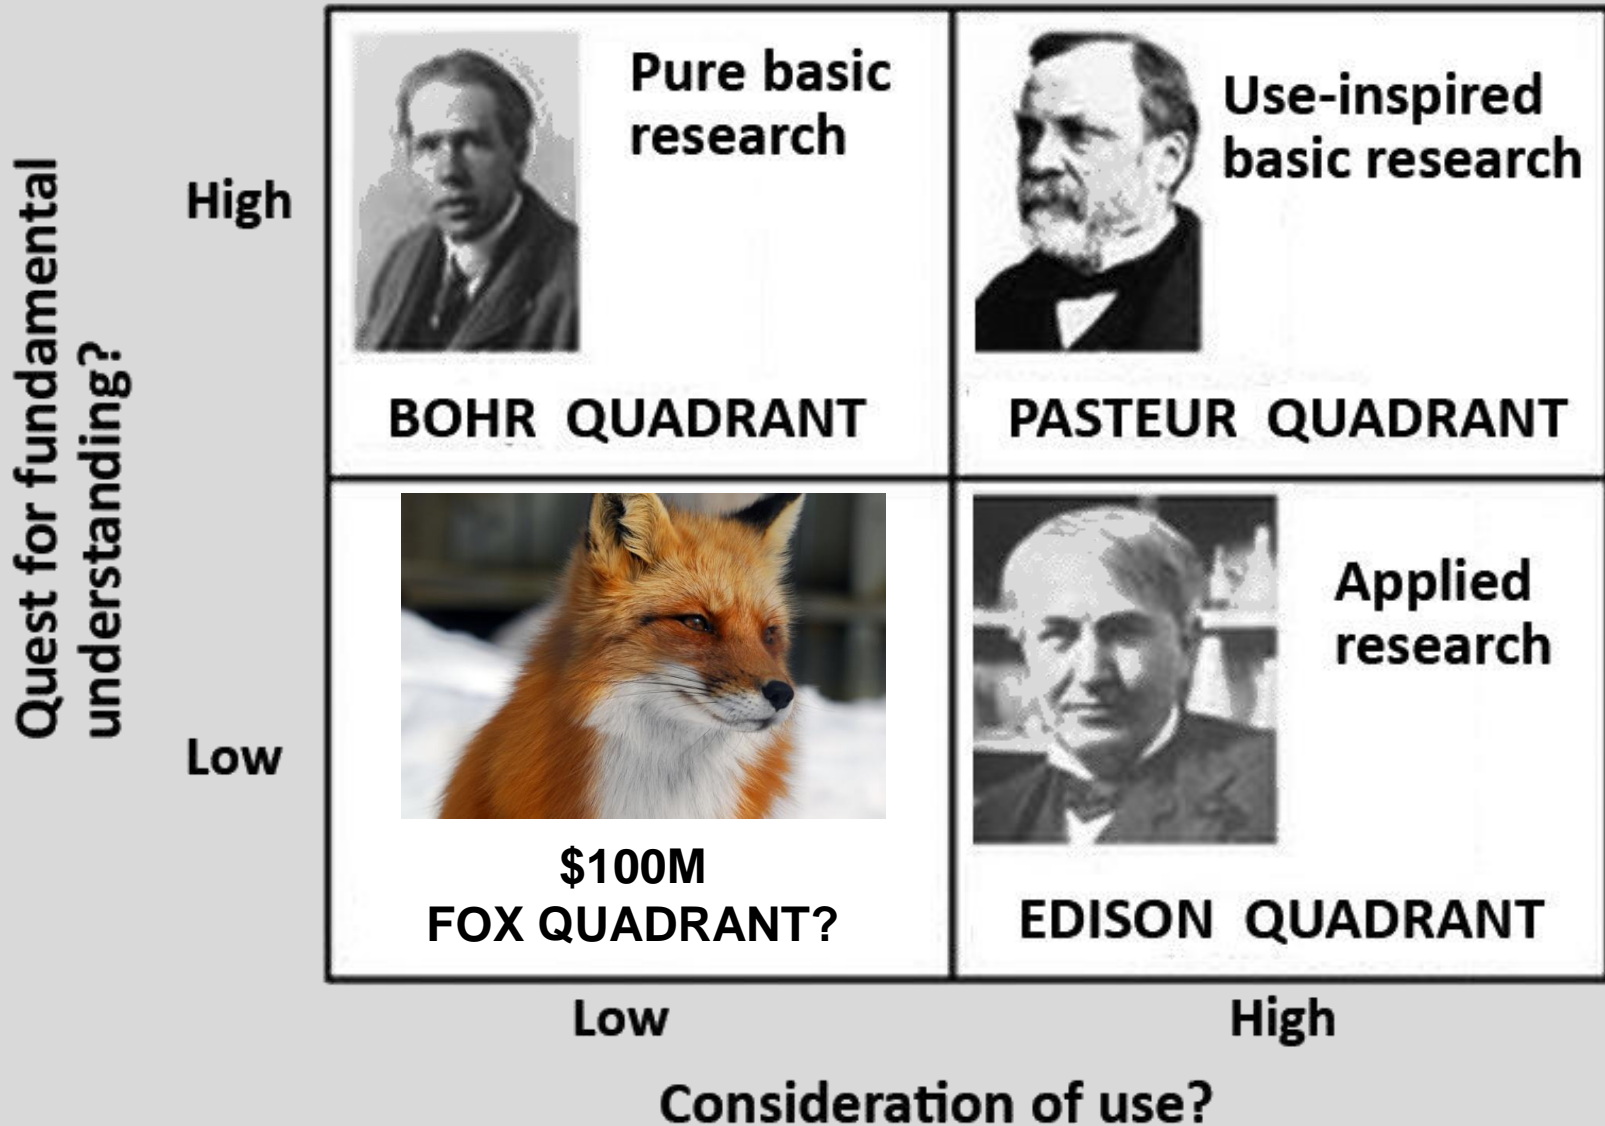 Quest for fundamental
understanding?
High
Pure basic
research
BOHR QUADRANT
Use-inspired
basic research
PASTEUR QUADRANT
Low
$100M
FOX QUADRANT?
Applied
research
EDISON QUADRANT
Low
High
Consideration of use?